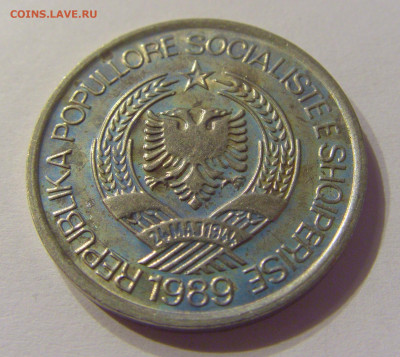 COINS.LAVE.RU
REPUBLIKA POPULLORE SOCIALISTE E SHQIPERISE
24 MAJ 1944
1989